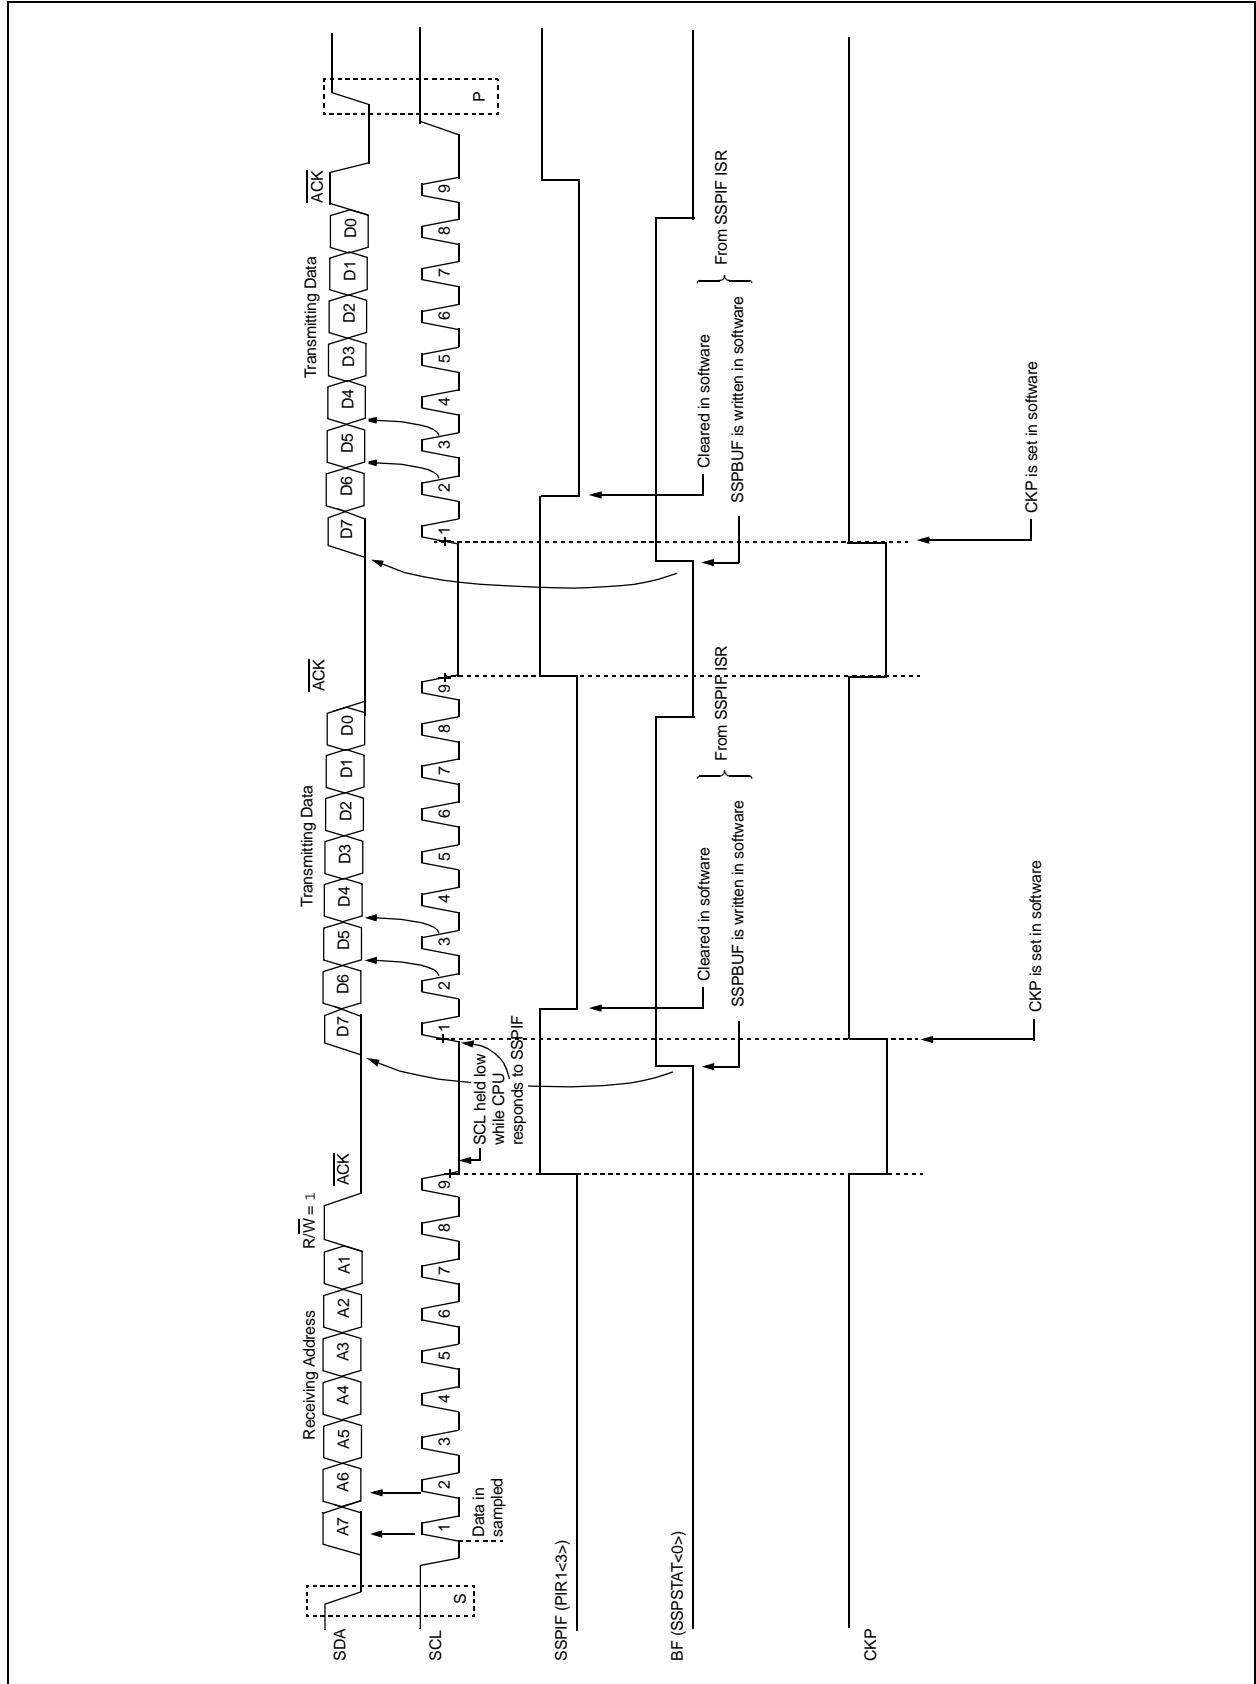 Receiving Address
R/W = 1
ACK
Transmitting Data
ACK
Transmitting Data
ACK
SDA
A7
A6
A5
A4
A3
A2
A1
D7
D6
D5
D4
D3
D2
D1
D0
D7
D6
D5
D4
D3
D2
D1
D0
SCL
S
1
2
3
4
5
6
7
8
9
1
2
3
4
5
6
7
8
9
1
2
3
4
5
6
7
8
9
P
Data in
sampled
SCL held low
while CPU
responds to SSPIF
SSPIF (PIR1<3>)
BF (SSPSTAT<0>)
Cleared in software
SSPBUF is written in software
From SSPIF ISR
Cleared in software
SSPBUF is written in software
From SSPIF ISR
CKP
CKP is set in software
CKP is set in software